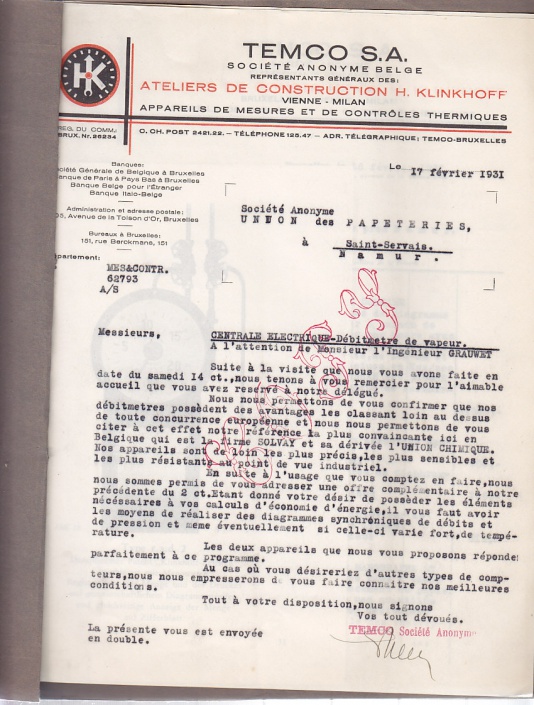 TEMCO S.A.
SOCIÉTÉ ANONYME BELGE
REPRÉSENTANTS GÉNÉRAUX DES:
ATELIERS DE CONSTRUCTION H. KLINKHOFF
VIENNE - MILAN
APPAREILS DE MESURES ET DE CONTRÔLES THERMIQUES
HK
REG. DU COMM.
BRUX. Nr. 26234
C. CH. POST 2421.22. — TÉLÉPHONE 125.47 — ADR. TÉLÉGRAPHIQUE: TEMCO-BRUXELLES
Banques:
ciété Générale de Belgique à Bruxelles
anque de Paris & Pays Bas à Bruxelles
Banque Belge pour l'Étranger
Banque Italo-Belge
Administration et adresse postale:
05, Avenue de la Toison d'Or, Bruxelles
Bureaux à Bruxelles:
151, rue Berckmans, 151
partement:
MES&CONTR.
62793
A/S
Le 17 février 1931
Société Anonyme
UNION des PAPETERIES,
à Saint-Servais.
Namur.
Messieurs,
CENTRALE ELECTRIQUE-Débitmetre de vapeur.
A l'attention de Monsieur l'Ingénieur GRAUWET
Suite à la visite que nous vous avons faite en
date du samedi 14 ct.,nous tenons à vous remercier pour l'aimable
accueil que vous avez réservé à notre délégué.
Nous nous permettons de vous confirmer que nos
débitmetres possèdent des avantages les classant loin au dessus
de toute concurrence européenne et nous nous permettons de vous
citer à cet effet notre référence la plus convaincante ici en
Belgique qui est la firme SOLVAY et sa dérivée l'UNION CHIMIQUE.
Nos appareils sont de loin les plus précis,les plus sensibles et
les plus résistants au point de vue industriel.
En suite à l'usage que vous comptez en faire,nous
nous sommes permis de vous adresser une offre complémentaire à notre
précédente du 2 ct.Etant donné votre désir de possèder les éléments
nécessaires à vos calculs d'économie d'énergie,il vous faut avoir
les moyens de réaliser des diagrammes synchroniques de débits et
de pression et même éventuellement si celle-ci varie fort,de tempé-
rature.
Les deux appareils que nous vous proposons réponde
parfaitement à ce programme.
Au cas où vous désireriez d'autres types de comp-
teurs,nous nous empresserons de vous faire connaître nos meilleures
conditions.
Tout à votre disposition,nous signons
Vos tout dévoués.
TEMCO Société Anonyme
La présente vous est envoyée
en double.